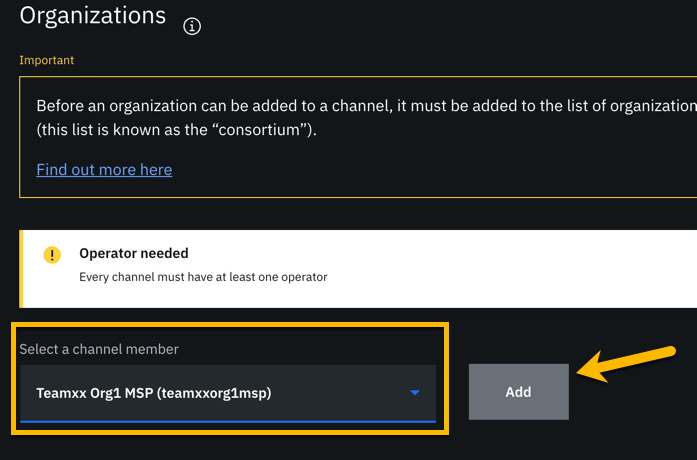 Organizations
Important
Before an organization can be added to a channel, it must be added to the list of organization
(this list is known as the “consortium”).
Find out more here
Operator needed
Every channel must have at least one operator
Select a channel member
Teamxx Org1 MSP (teamxxorg1msp)
Add